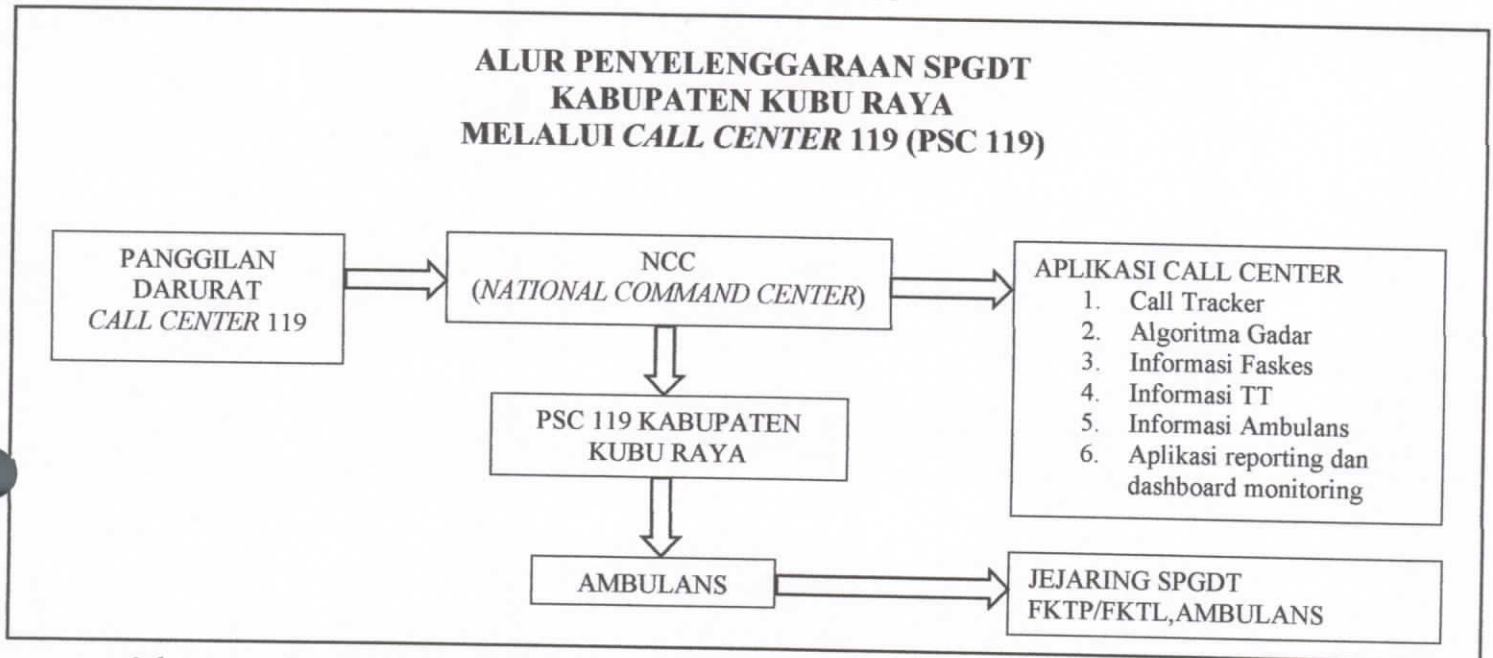 ALUR PENYELENGGARAAN SPGDT
KABUPATEN KUBU RAYA
MELALUI CALL CENTER 119 (PSC 119)
PANGGILAN
DARURAT
CALL CENTER 119
NCC
(NATIONAL COMMAND CENTER)
APLIKASI CALL CENTER
1. Call Tracker
2. Algoritma Gadar
3. Informasi Faskes
4. Informasi TT
5. Informasi Ambulans
6. Aplikasi reporting dan
dashboard monitoring
PSC 119 KABUPATEN
KUBU RAYA
AMBULANS
JEJARING SPGDT
FKTP/FKTL,AMBULANS